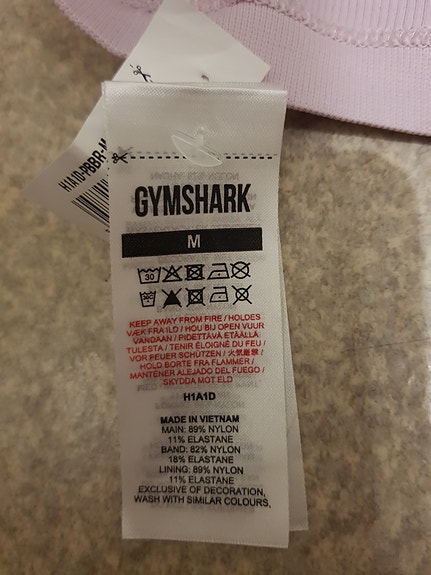 H1A1D-PBBR-M
GYMSHARK
M
30
KEEP AWAY FROM FIRE / HOLDES
VÆK FRA ILD / HOU BIJ OPEN VUUR
VANDAAN / PIDETTÄVÄ ETÄÄLLÄ
TULESTA / TENIR ÉLOIGNÉ DU FEU /
VOR FEUER SCHÜTZEN / 火気厳禁 /
HOLD BORTE FRA FLAMMER /
MANTENER ALEJADO DEL FUEGO /
SKYDDA MOT ELD
H1A1D
MADE IN VIETNAM
MAIN: 89% NYLON
11% ELASTANE
BAND: 82% NYLON
18% ELASTANE
LINING: 89% NYLON
11% ELASTANE
EXCLUSIVE OF DECORATION,
WASH WITH SIMILAR COLOURS.